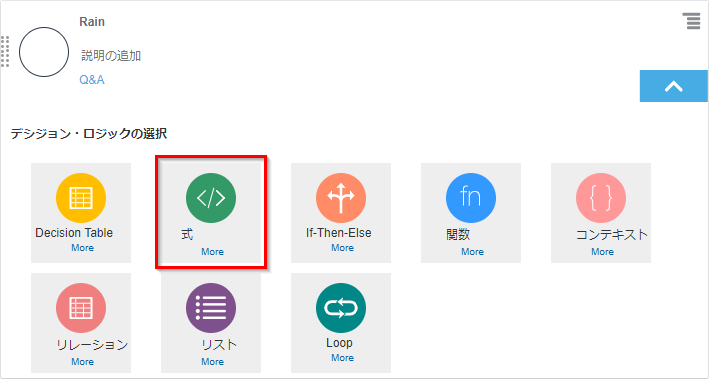 Rain
説明の追加
Q&A
デシジョン・ロジックの選択
Decision Table
More
</>
式
More
If-Then-Else
More
fn
関数
More
{ }
コンテキスト
More
リレーション
More
リスト
More
Loop
More